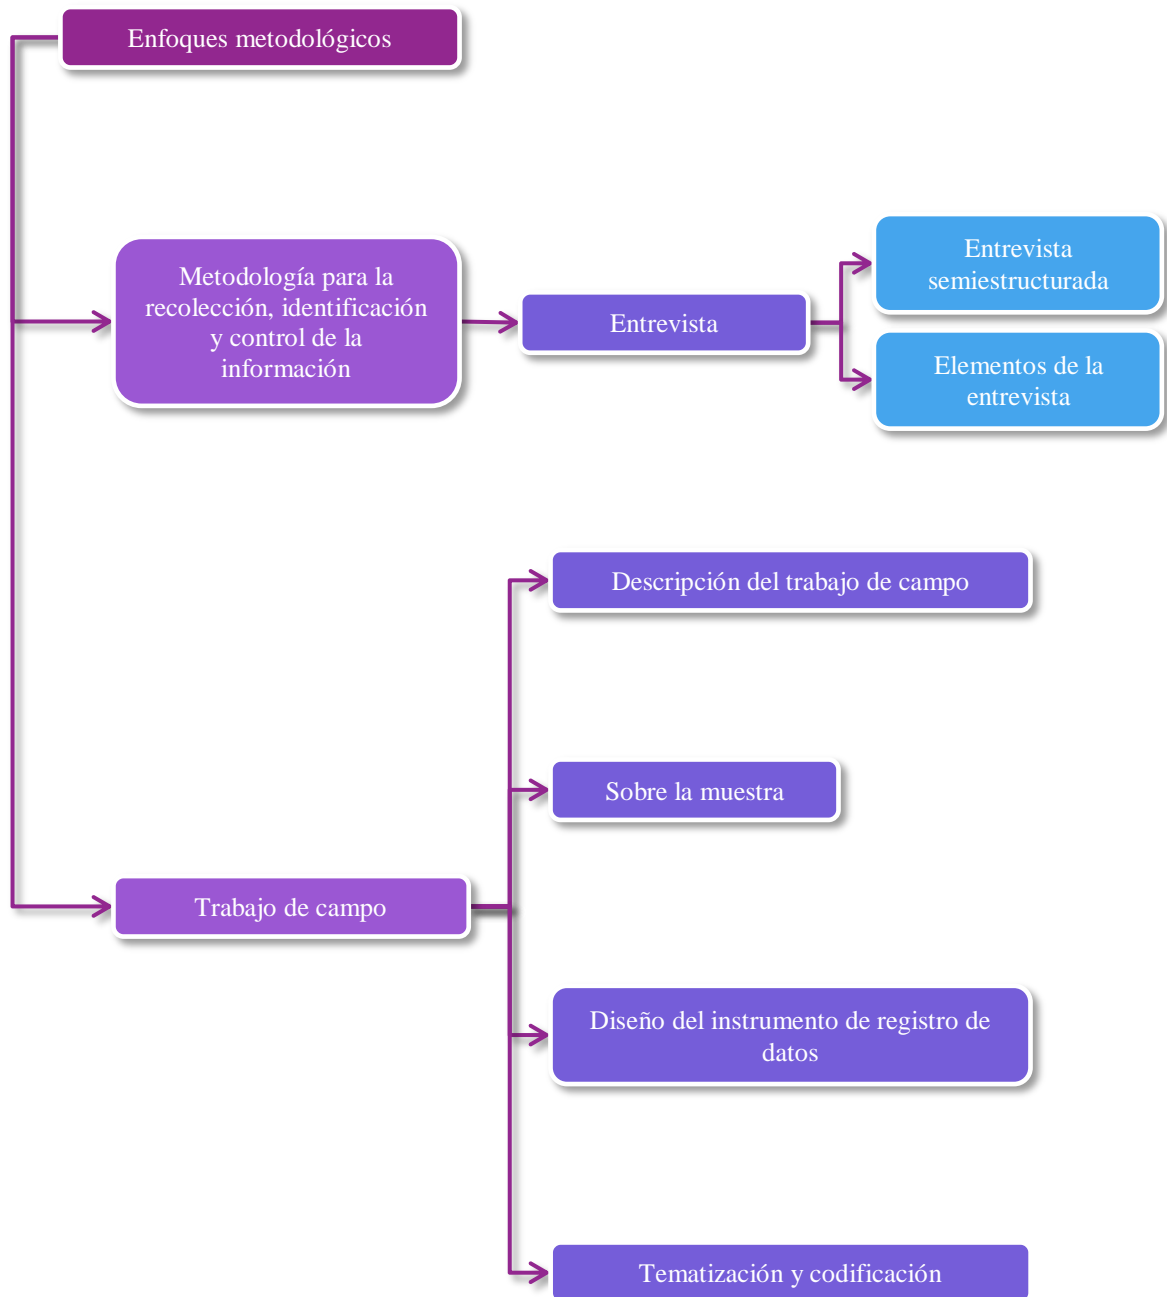 Enfoques metodológicos
Metodología para la
recolección, identificación
y control de la
información
Entrevista
Entrevista
semiestructurada
Elementos de la
entrevista
Descripción del trabajo de campo
Sobre la muestra
Trabajo de campo
Diseño del instrumento de registro de
datos
Tematización y codificación